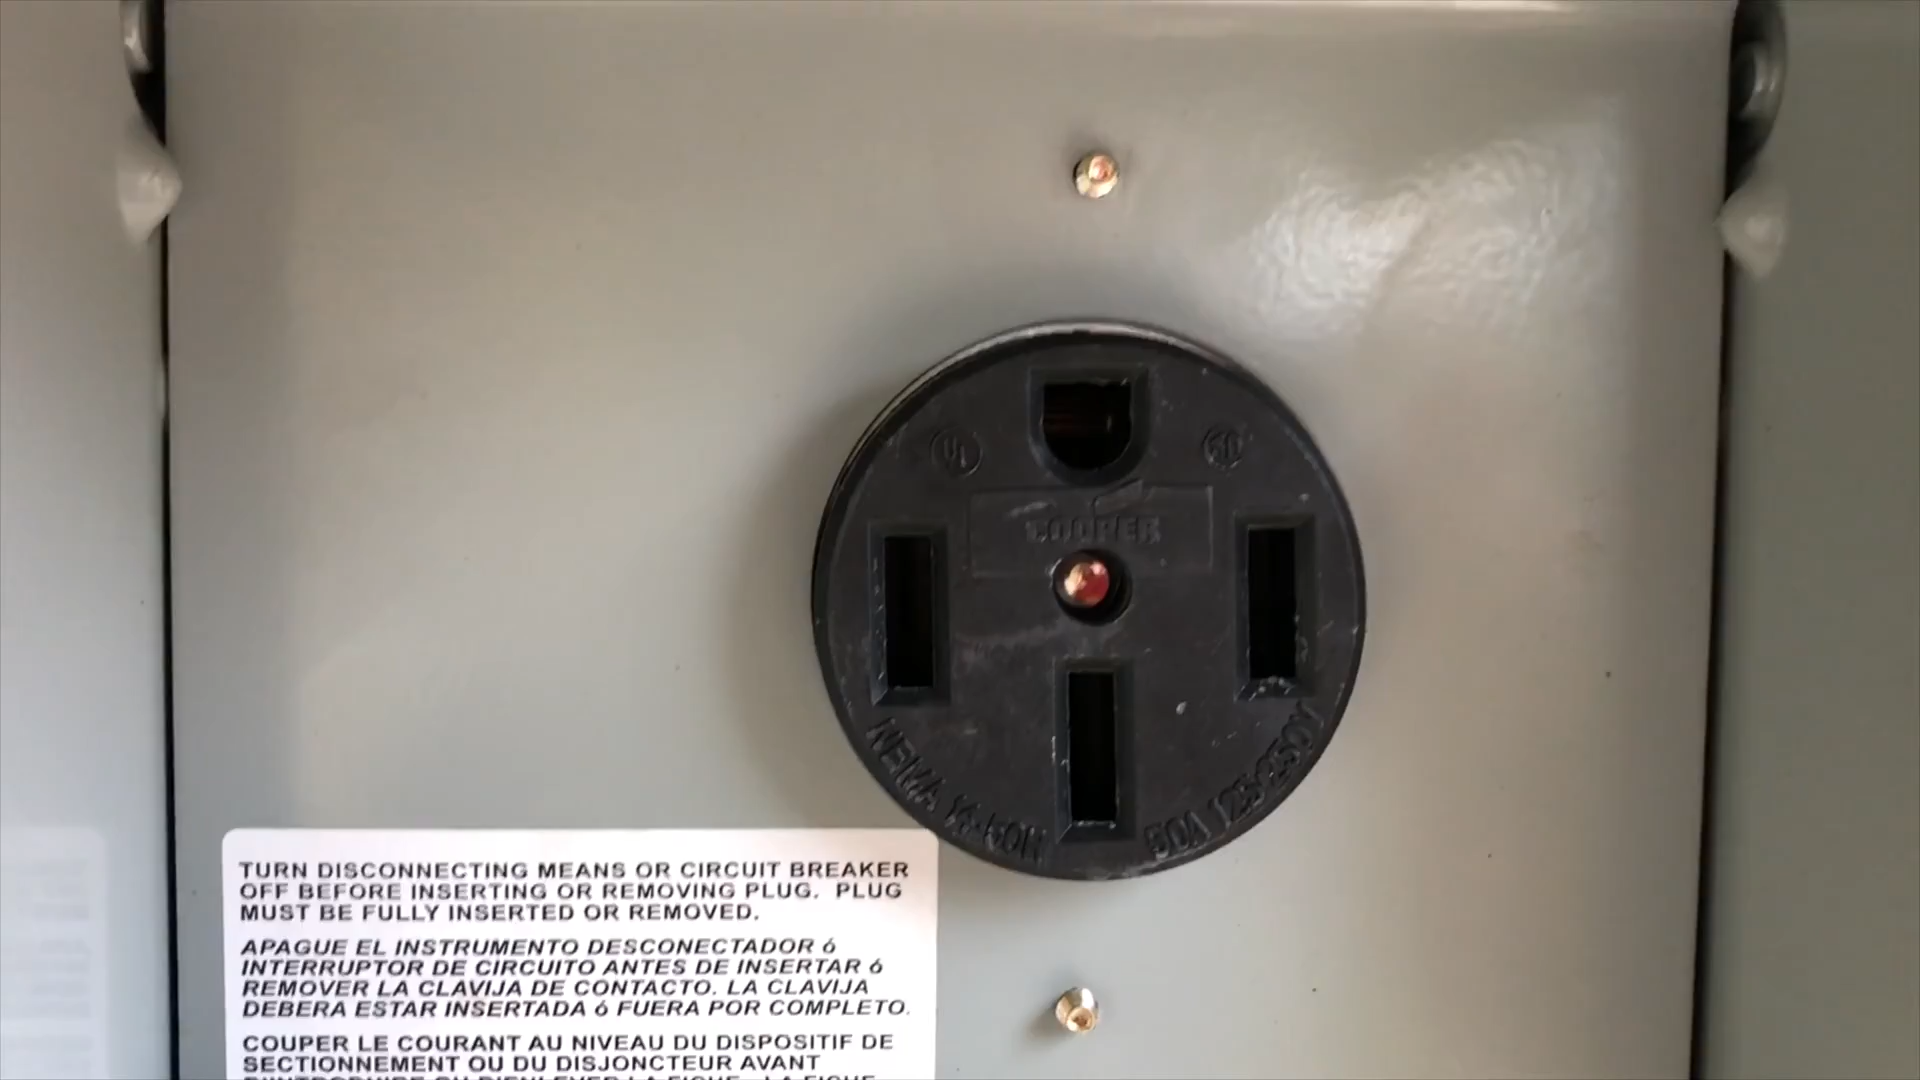 UL
COOPER
NEMA 14-50R
50A 125-250V
TURN DISCONNECTING MEANS OR CIRCUIT BREAKER
OFF BEFORE INSERTING OR REMOVING PLUG. PLUG
MUST BE FULLY INSERTED OR REMOVED.
APAGUE EL INSTRUMENTO DESCONECTADOR ó
INTERRUPTOR DE CIRCUITO ANTES DE INSERTAR ó
REMOVER LA CLAVIJA DE CONTACTO. LA CLAVIJA
DEBERA ESTAR INSERTADA ó FUERA POR COMPLETO.
COUPER LE COURANT AU NIVEAU DU DISPOSITIF DE
SECTIONNEMENT OU DU DISJONCTEUR AVANT